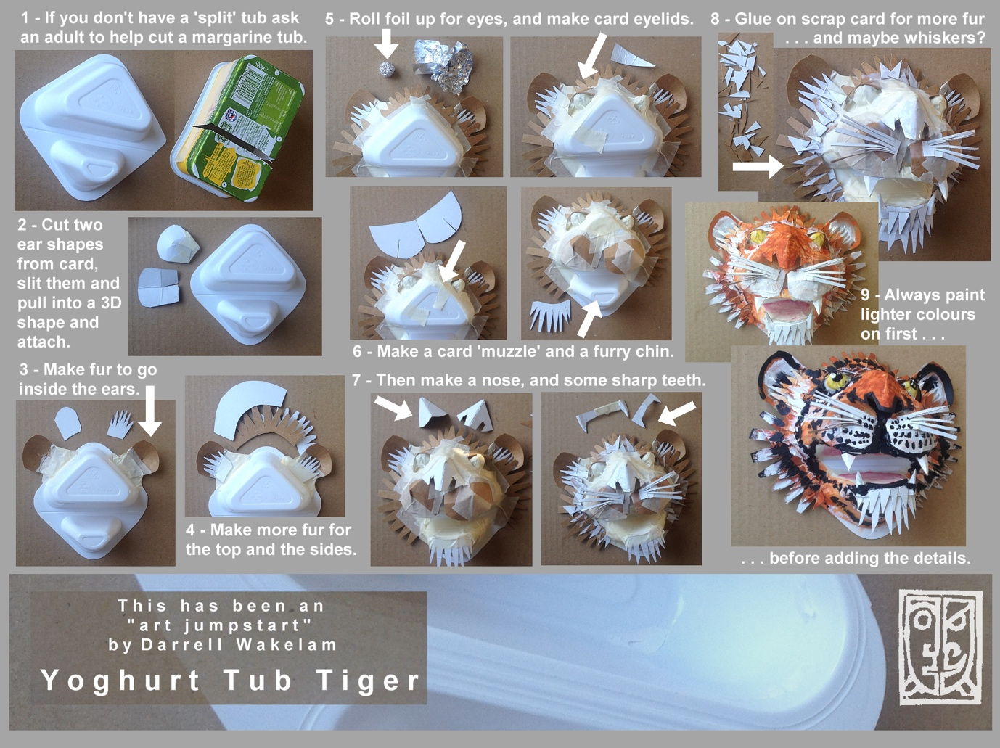 1 - If you don't have a 'split' tub ask
an adult to help cut a margarine tub.
500g e
2 - Cut two
ear shapes
from card,
slit them and
pull into a 3D
shape and
attach.
3 - Make fur to go
inside the ears.
4 - Make more fur for
the top and the sides.
5 - Roll foil up for eyes, and make card eyelids.
6 - Make a card 'muzzle' and a furry chin.
7 - Then make a nose, and some sharp teeth.
8 - Glue on scrap card for more fur
. . . and maybe whiskers?
9 - Always paint
lighter colours
on first . . .
. . . before adding the details.
This has been an
"art jumpstart"
by Darrell Wakelam
Yoghurt Tub Tiger